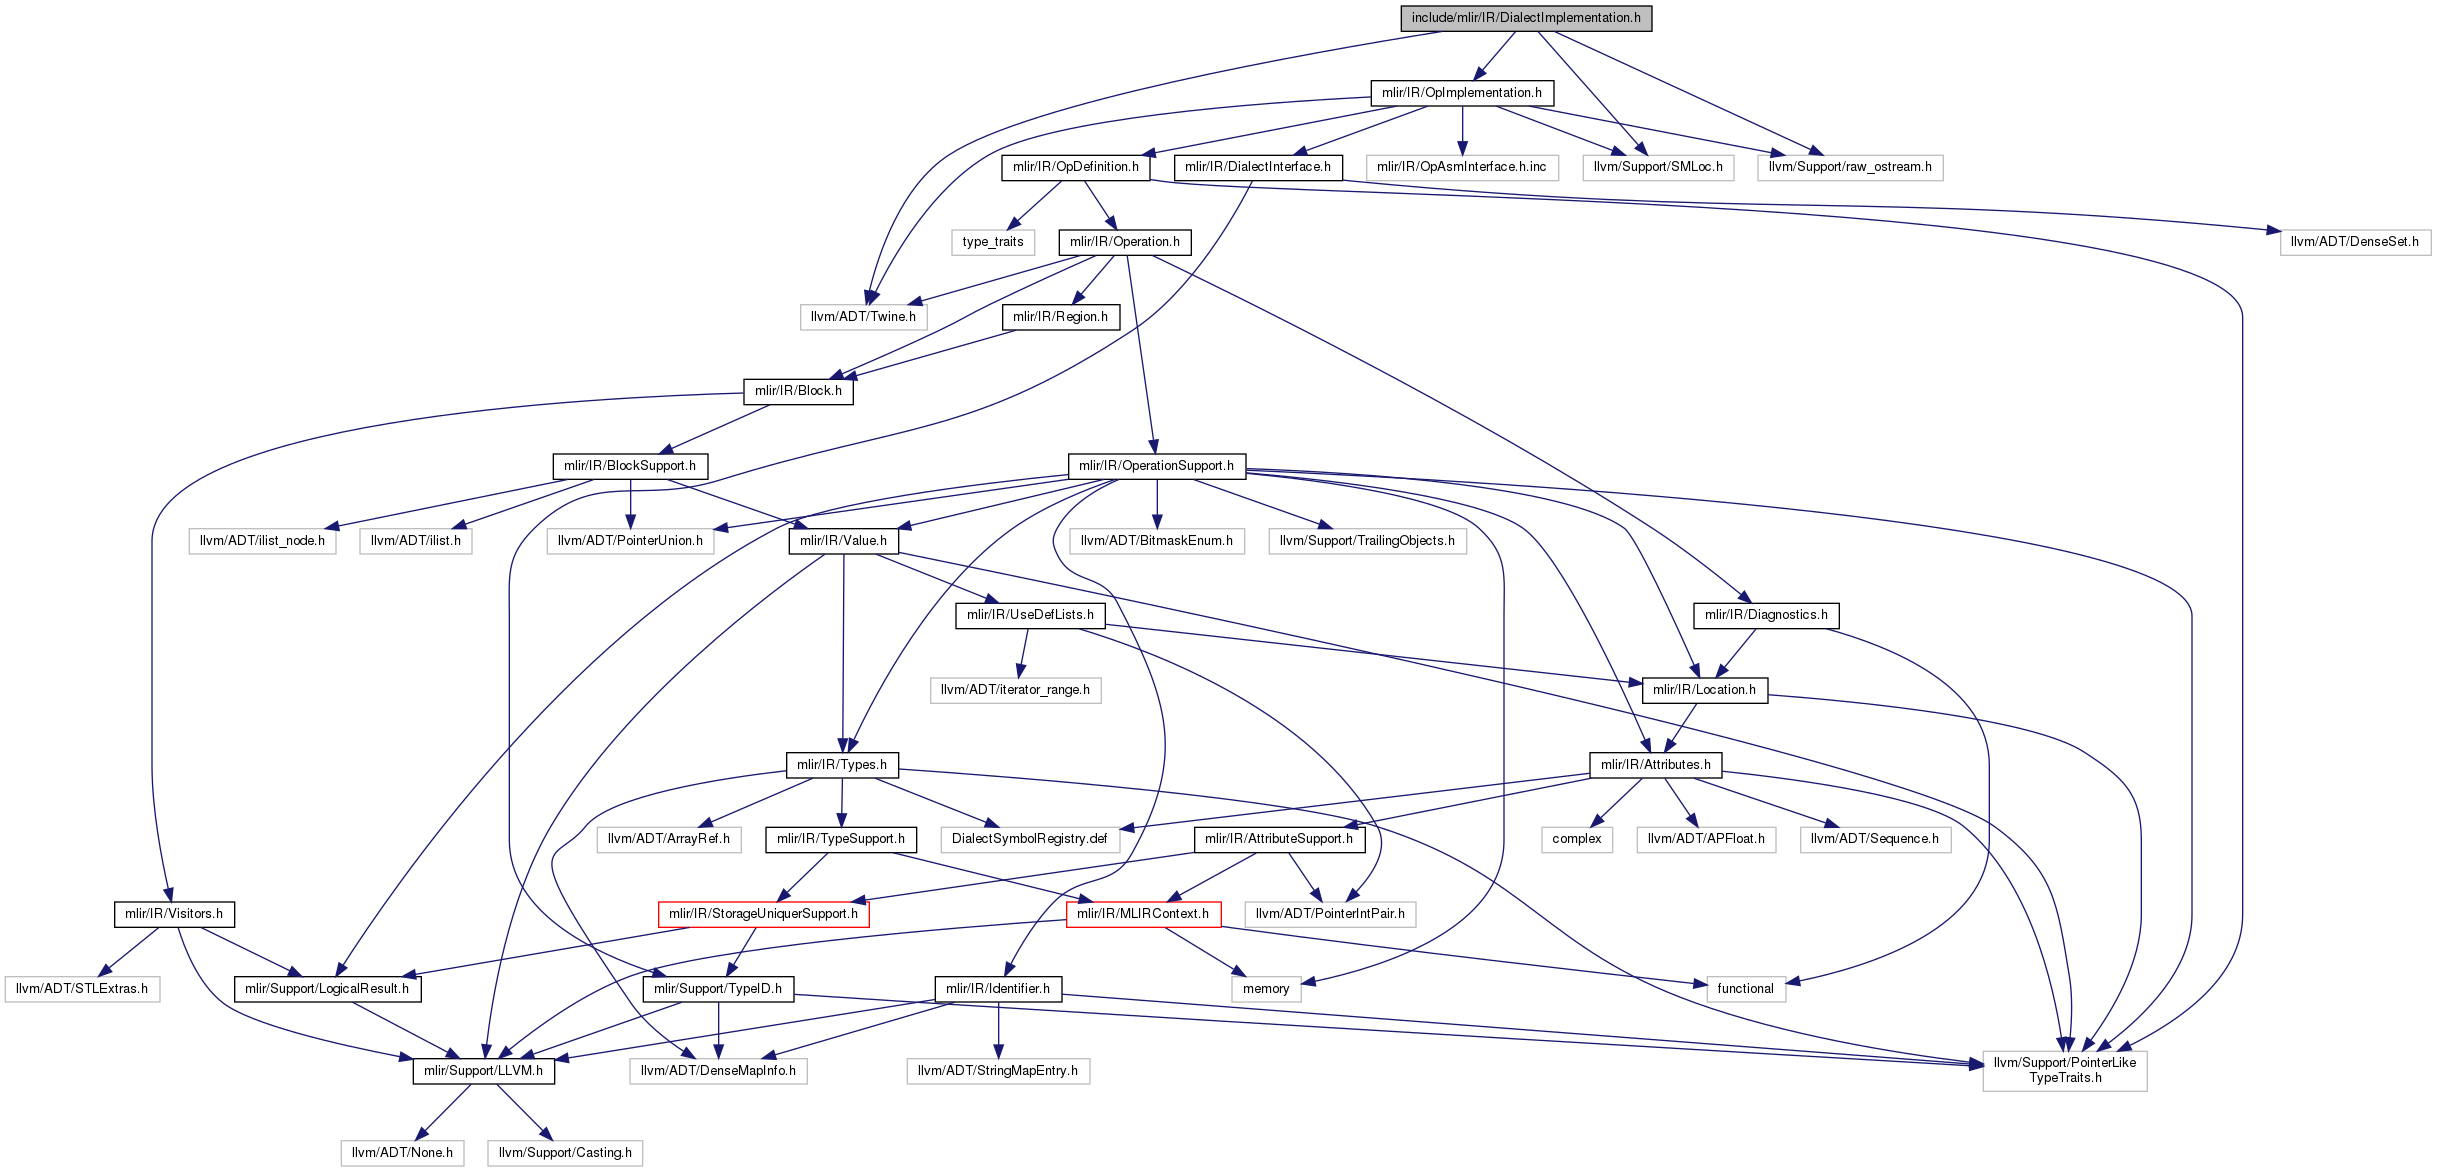 include/mlir/IR/DialectImplementation.h
mlir/IR/OpImplementation.h
mlir/IR/OpDefinition.h
mlir/IR/DialectInterface.h
mlir/IR/OpAsmInterface.h.inc
llvm/Support/SMLoc.h
llvm/Support/raw_ostream.h
type_traits
mlir/IR/Operation.h
llvm/ADT/DenseSet.h
llvm/ADT/Twine.h
mlir/IR/Region.h
mlir/IR/Block.h
mlir/IR/BlockSupport.h
mlir/IR/OperationSupport.h
llvm/ADT/ilist_node.h
llvm/ADT/ilist.h
llvm/ADT/PointerUnion.h
mlir/IR/Value.h
llvm/ADT/BitmaskEnum.h
llvm/Support/TrailingObjects.h
mlir/IR/UseDefLists.h
mlir/IR/Diagnostics.h
llvm/ADT/iterator_range.h
mlir/IR/Location.h
mlir/IR/Types.h
mlir/IR/Attributes.h
llvm/ADT/ArrayRef.h
mlir/IR/TypeSupport.h
DialectSymbolRegistry.def
mlir/IR/AttributeSupport.h
complex
llvm/ADT/APFloat.h
llvm/ADT/Sequence.h
mlir/IR/Visitors.h
mlir/IR/StorageUniquerSupport.h
mlir/IR/MLIRContext.h
llvm/ADT/PointerIntPair.h
llvm/ADT/STLExtras.h
mlir/Support/LogicalResult.h
mlir/Support/TypeID.h
mlir/IR/Identifier.h
memory
functional
mlir/Support/LLVM.h
llvm/ADT/DenseMapInfo.h
llvm/ADT/StringMapEntry.h
llvm/Support/PointerLike
TypeTraits.h
llvm/ADT/None.h
llvm/Support/Casting.h